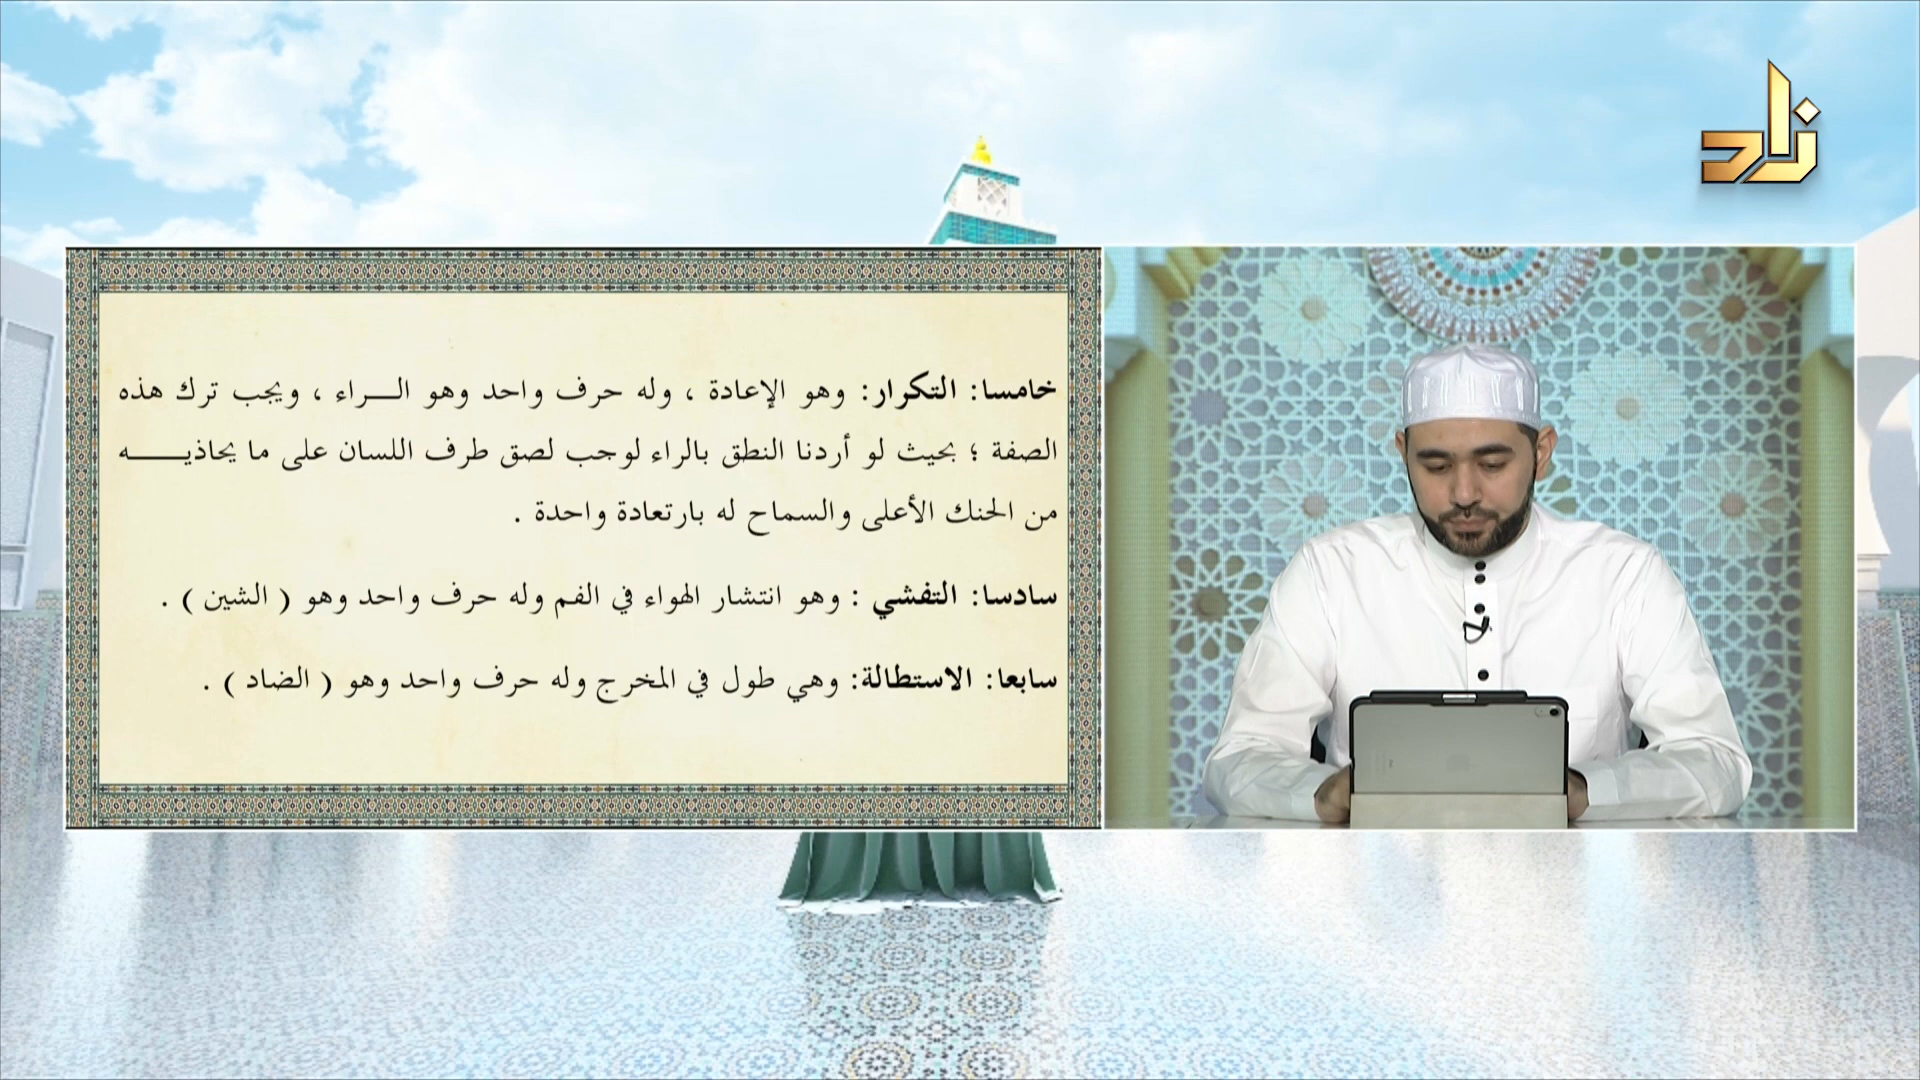 زاد
خامسا: التكرار: وهو الإعادة ، وله حرف واحد وهو الـــراء ، ويجب ترك هذه
الصفة ؛ بحيث لو أردنا النطق بالراء لوجب لصق طرف اللسان على ما يحاذيـــــه
من الحنك الأعلى والسماح له بارتعادة واحدة .
سادسا: التفشي : وهو انتشار الهواء في الفم وله حرف واحد وهو ( الشين ) .
سابعا: الاستطالة: وهي طول في المخرج وله حرف واحد وهو ( الضاد ) .